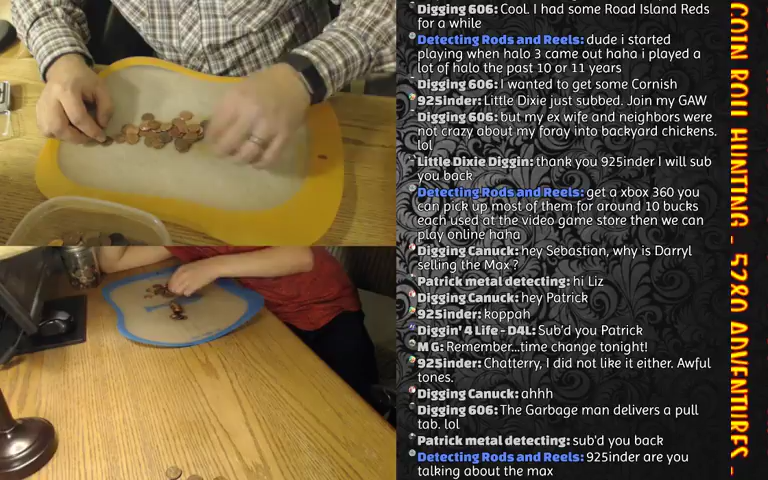 Digging 606: Cool. I had some Road Island Reds
for a while
Detecting Rods and Reels: dude i started
playing when halo 3 came out haha i played a
lot of halo the past 10 or 11 years
Digging 606: I wanted to get some Cornish
925inder: Little Dixie just subbed. Join my GAW
Digging 606: but my ex wife and neighbors were
not crazy about my foray into backyard chickens.
lol
Little Dixie Diggin: thank you 925inder I will sub
you back
Detecting Rods and Reels: get a xbox 360 you
can pick up most of them for around 10 bucks
each used at the video game store then we can
play online haha
Digging Canuck: hey Sebastian, why is Darryl
selling the Max ?
Patrick metal detecting: hi Liz
Digging Canuck: hey Patrick
925inder: koppah
Diggin' 4 Life - D4L: Sub'd you Patrick
M G: Remember...time change tonight!
925inder: Chatterry, I did not like it either. Awful
tones.
Digging Canuck: ahhh
Digging 606: The Garbage man delivers a pull
tab. lol
Patrick metal detecting: sub'd you back
Detecting Rods and Reels: 925inder are you
talking about the max
COIN ROLL HUNTING - 5280 ADVENTURES -